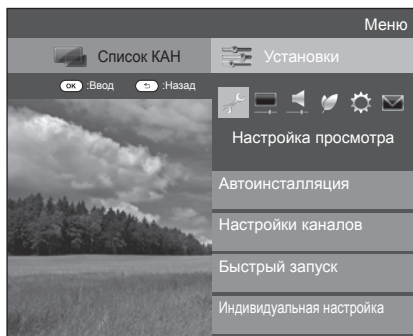 Меню
Список КАН
Установки
OK :Ввод :Назад
Настройка просмотра
Автоинсталляция
Настройки каналов
Быстрый запуск
Индивидуальная настройка